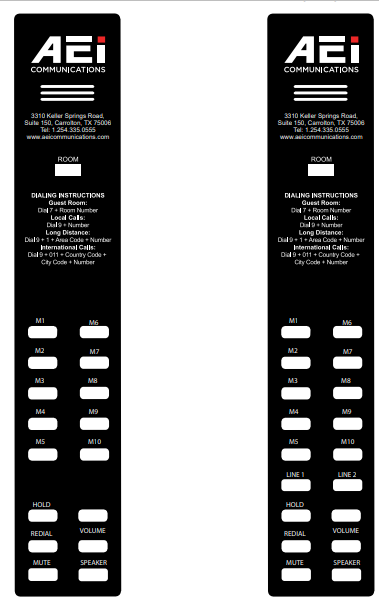 AEi
COMMUNICATIONS
3310 Keller Springs Road,
Suite 150, Carrolton, TX 75006
Tel: 1.254.335.0555
www.aeicommunications.com
ROOM
DIALING INSTRUCTIONS
Guest Room:
Dial 7 + Room Number
Local Calls:
Dial 9 + Number
Long Distance:
Dial 9 + 1 + Area Code + Number
International Calls:
Dial 9 + 011 + Country Code +
City Code + Number
M1 M6
M2 M7
M3 M8
M4 M9
M5 M10
HOLD
REDIAL VOLUME
MUTE SPEAKER
AEi
COMMUNICATIONS
3310 Keller Springs Road,
Suite 150, Carrolton, TX 75006
Tel: 1.254.335.0555
www.aeicommunications.com
ROOM
DIALING INSTRUCTIONS
Guest Room:
Dial 7 + Room Number
Local Calls:
Dial 9 + Number
Long Distance:
Dial 9 + 1 + Area Code + Number
International Calls:
Dial 9 + 011 + Country Code +
City Code + Number
M1 M6
M2 M7
M3 M8
M4 M9
M5 M10
LINE 1 LINE 2
HOLD
REDIAL VOLUME
MUTE SPEAKER